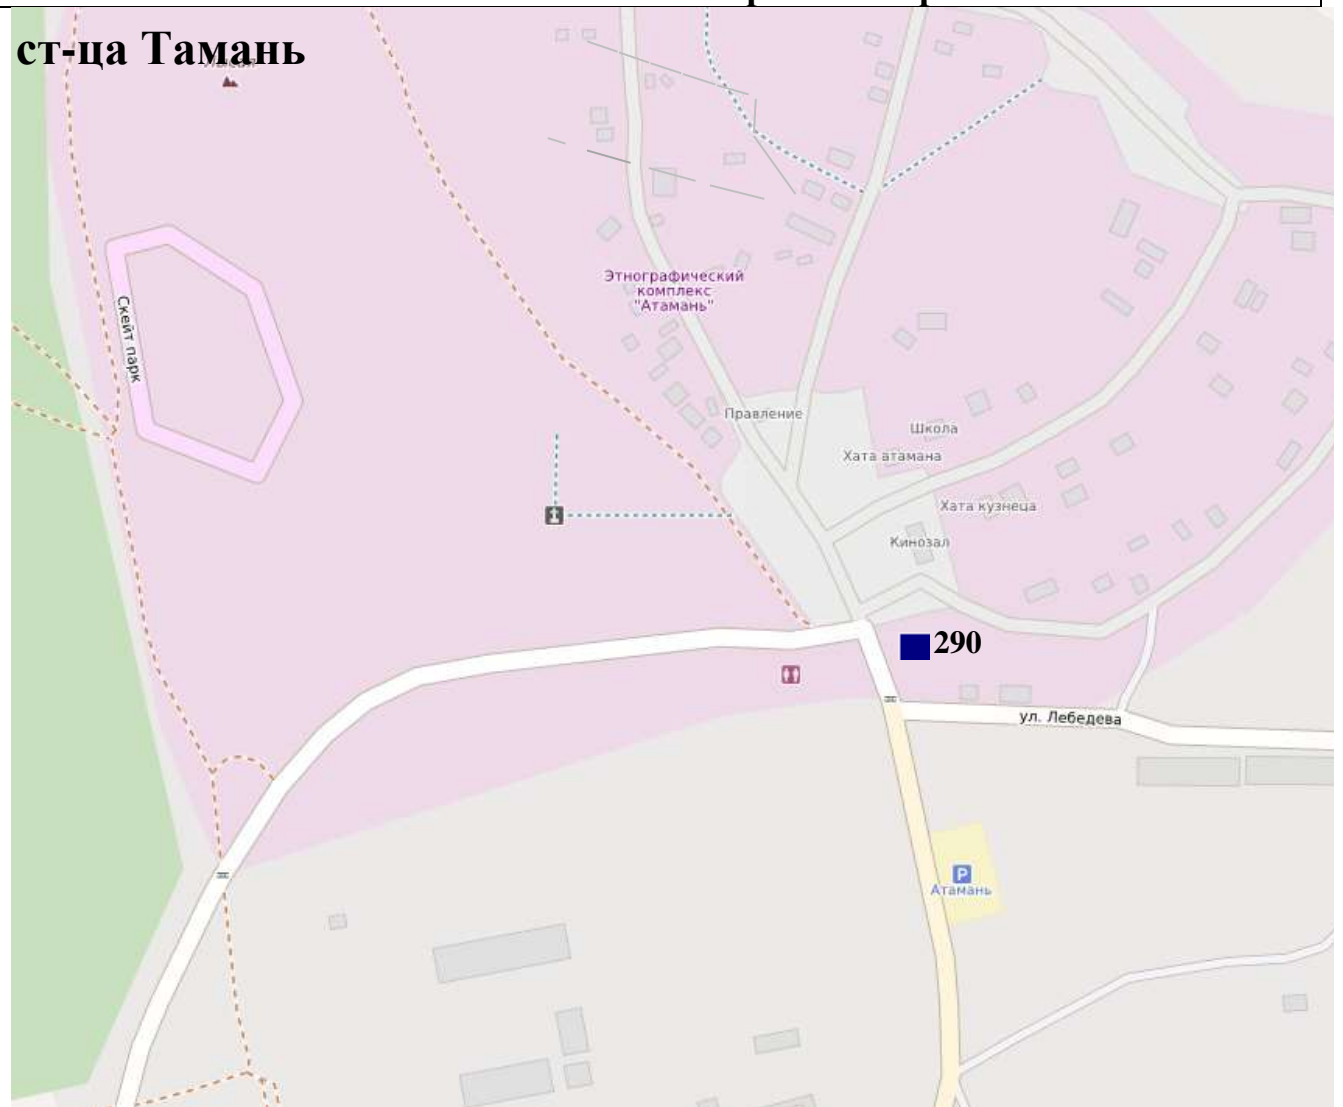 ст-ца Тамань
Лысая
Скейт парк
Этнографический
комплекс
"Атамань"
Правление
Школа
Хата атамана
Хата кузнеца
Кинозал
290
ул. Лебедева
P
Атамань